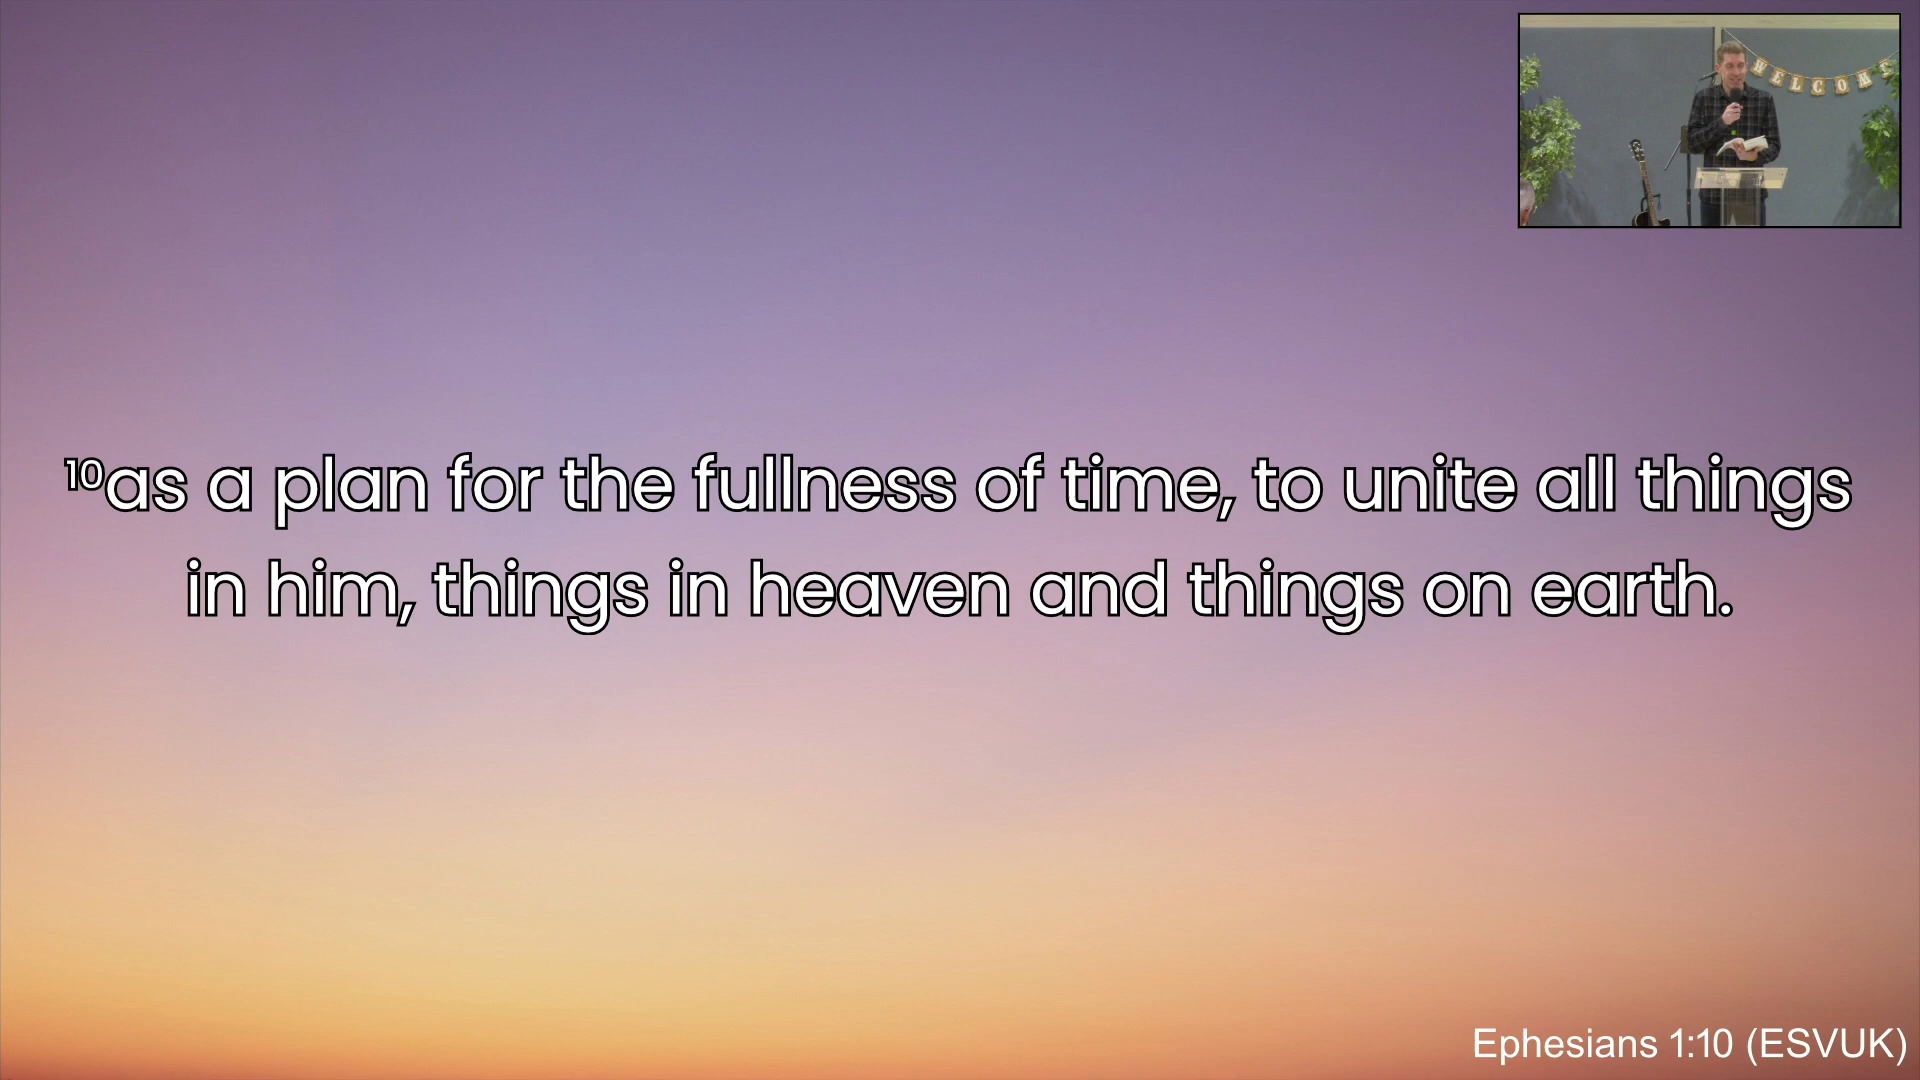 WELCOME
10as a plan for the fullness of time, to unite all things
in him, things in heaven and things on earth.
Ephesians 1:10 (ESVUK)